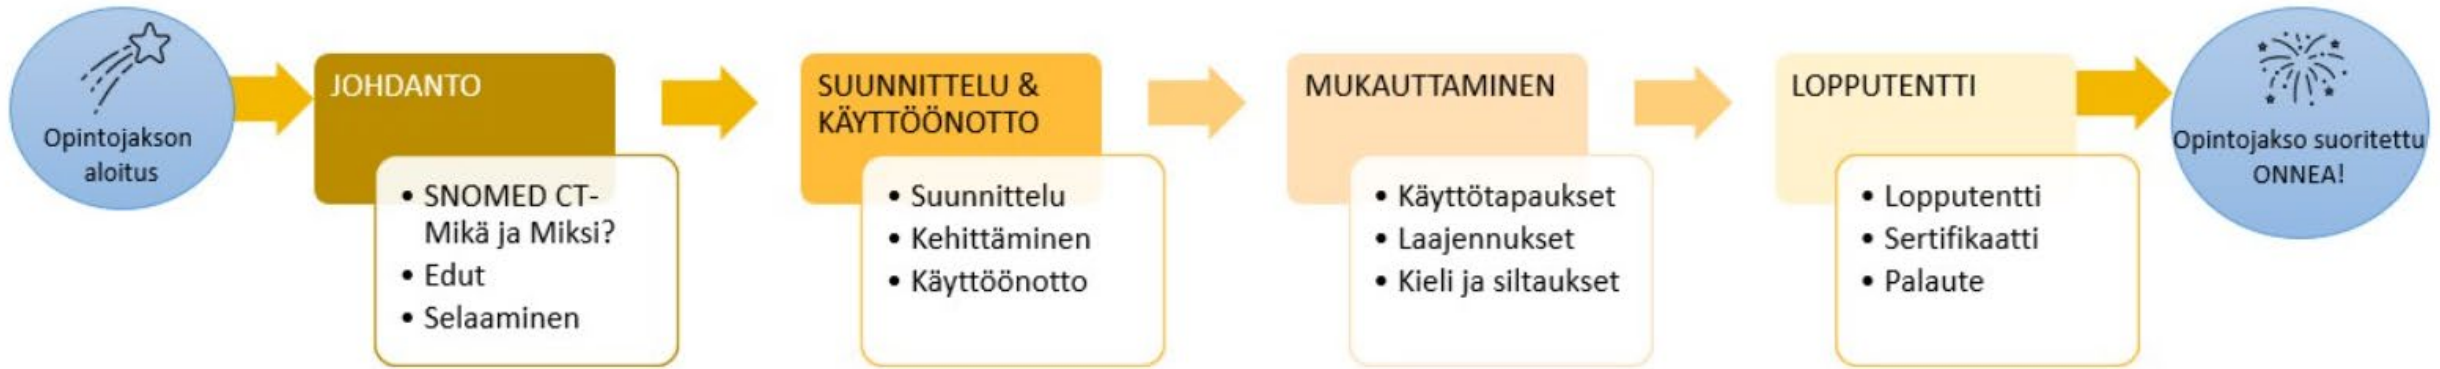 Opintojakson
aloitus
JOHDANTO
• SNOMED CT-
Mikä ja Miksi?
• Edut
• Selaaminen
SUUNNITTELU &
KÄYTTÖÖNOTTO
• Suunnittelu
• Kehittäminen
• Käyttöönotto
MUKAUTTAMINEN
• Käyttötapaukset
• Laajennukset
• Kieli ja siltaukset
LOPPUTENTTI
• Lopputentti
• Sertifikaatti
• Palaute
Opintojakso suoritettu
ONNEA!